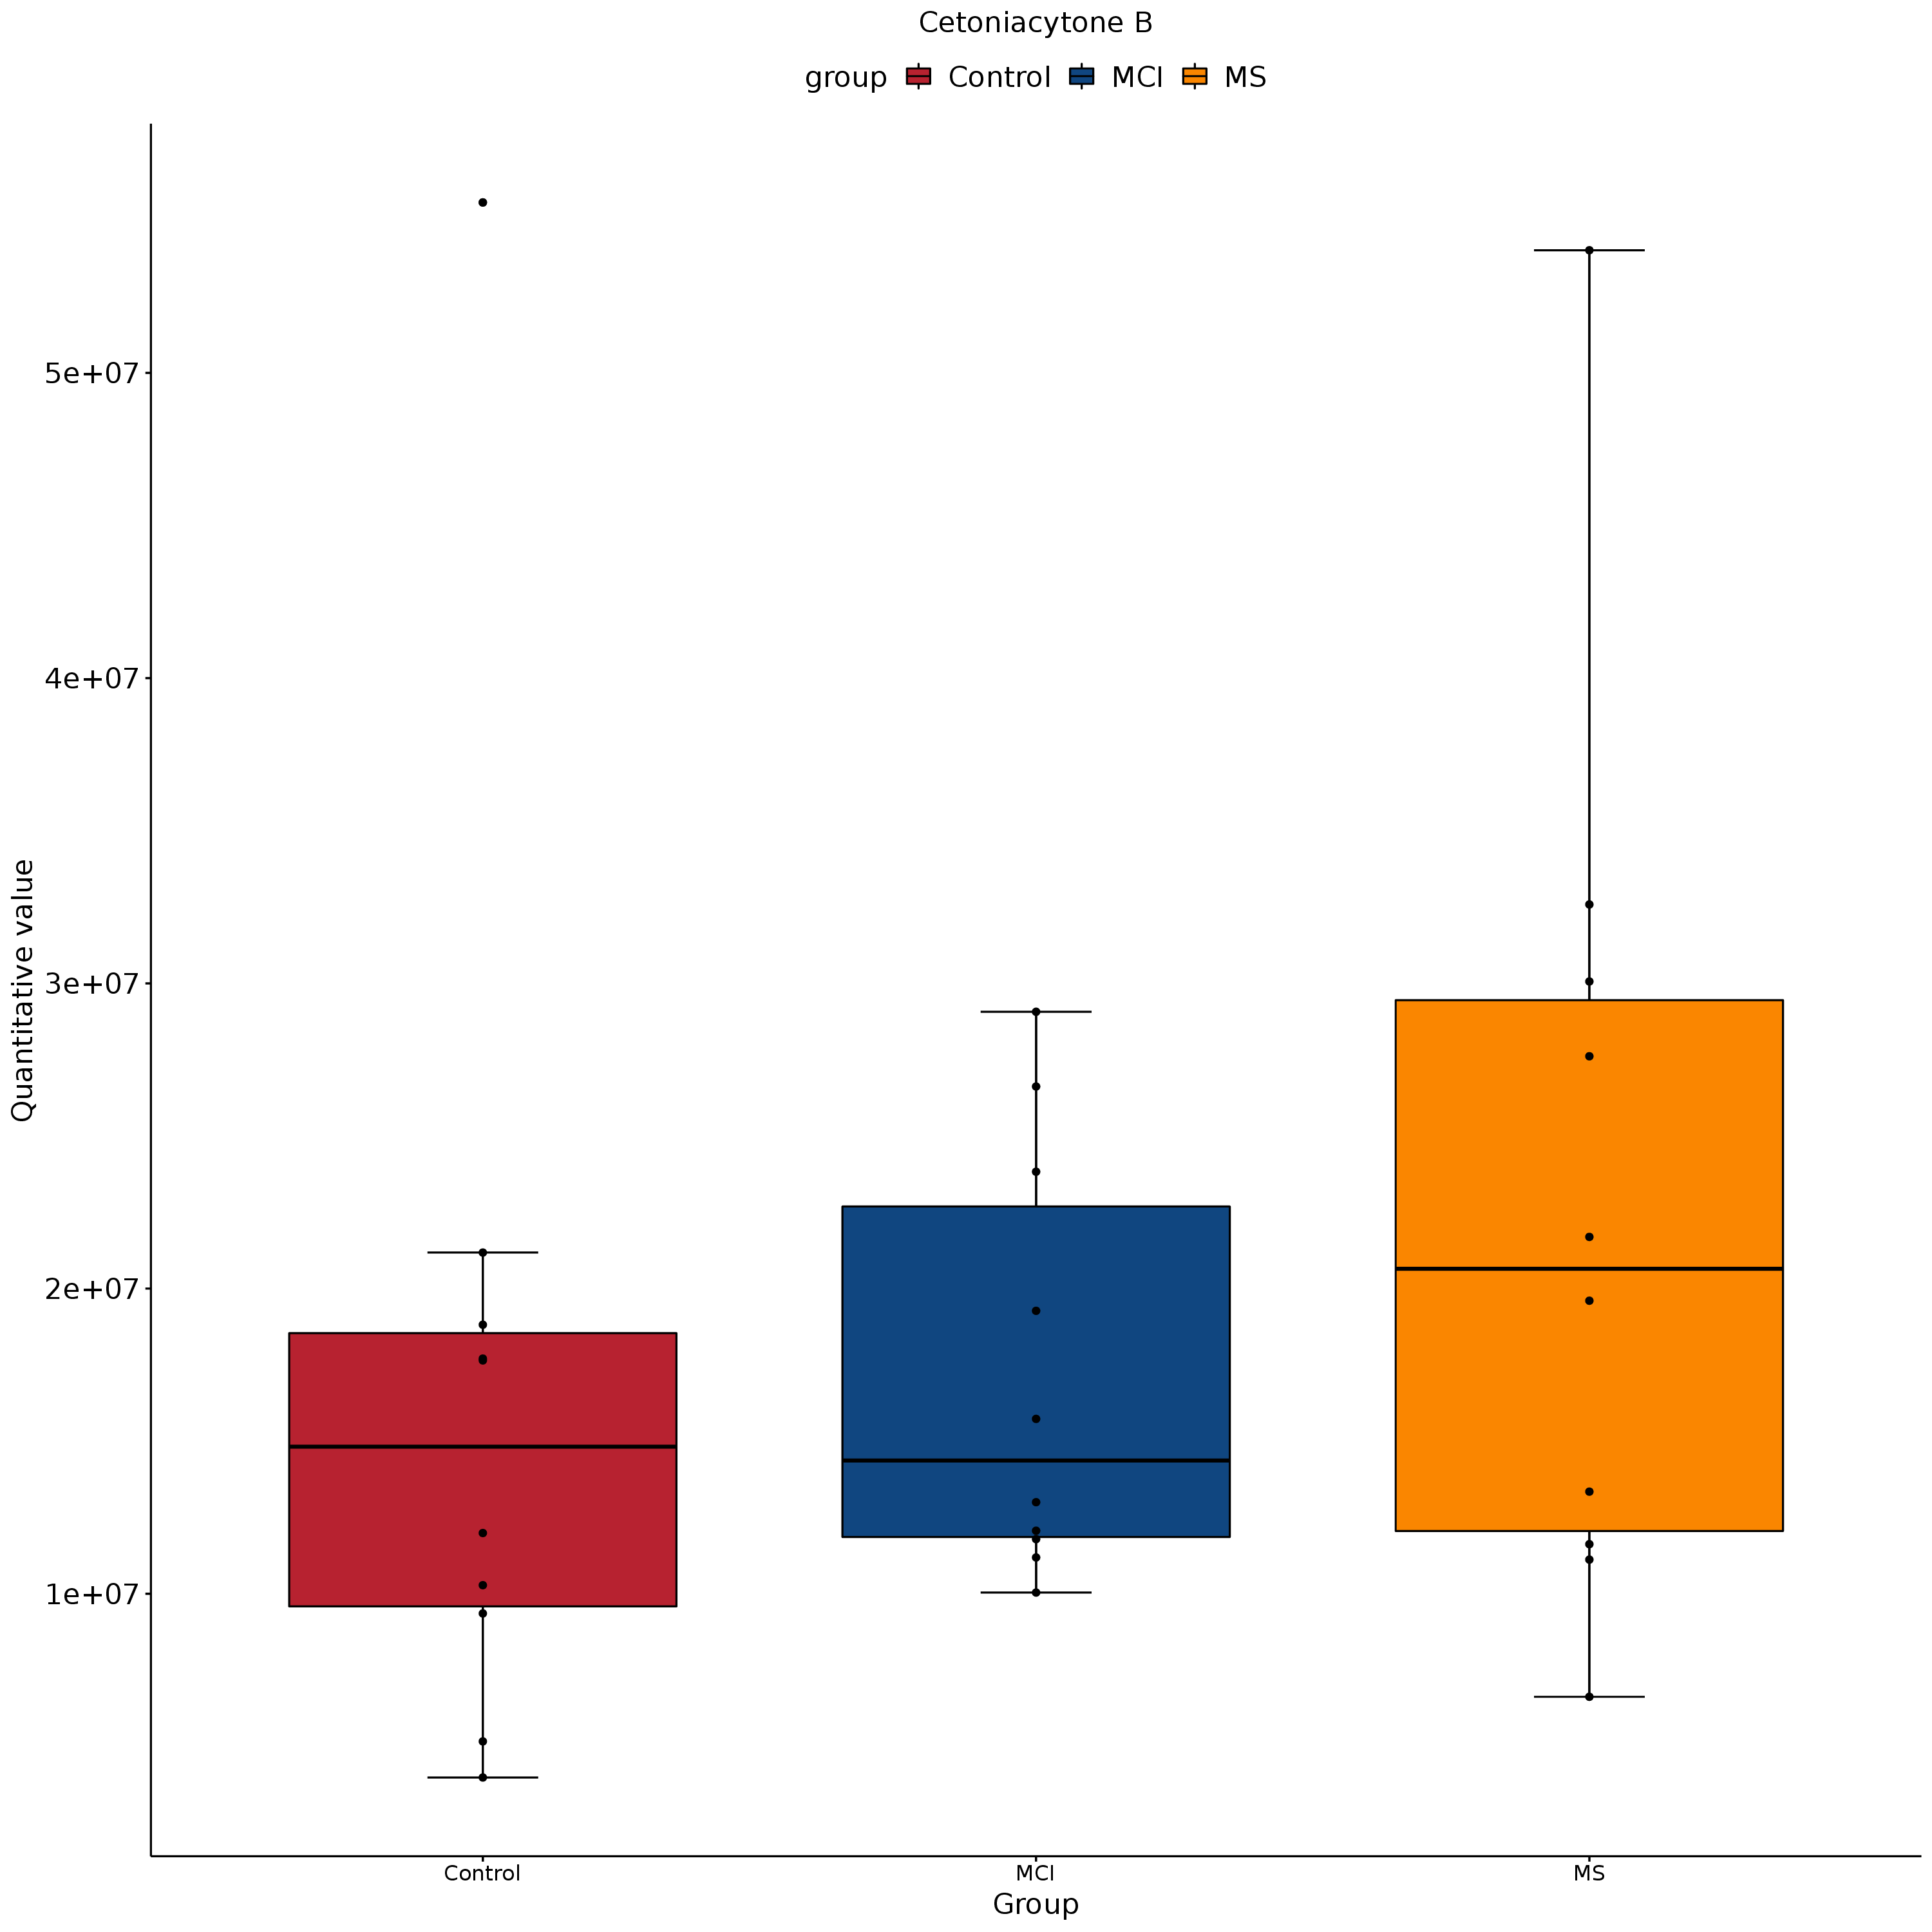 Cetoniacytone B
group Control MCI MS
Quantitative value
5e+07
4e+07
3e+07
2e+07
1e+07
Control MCI MS
Group